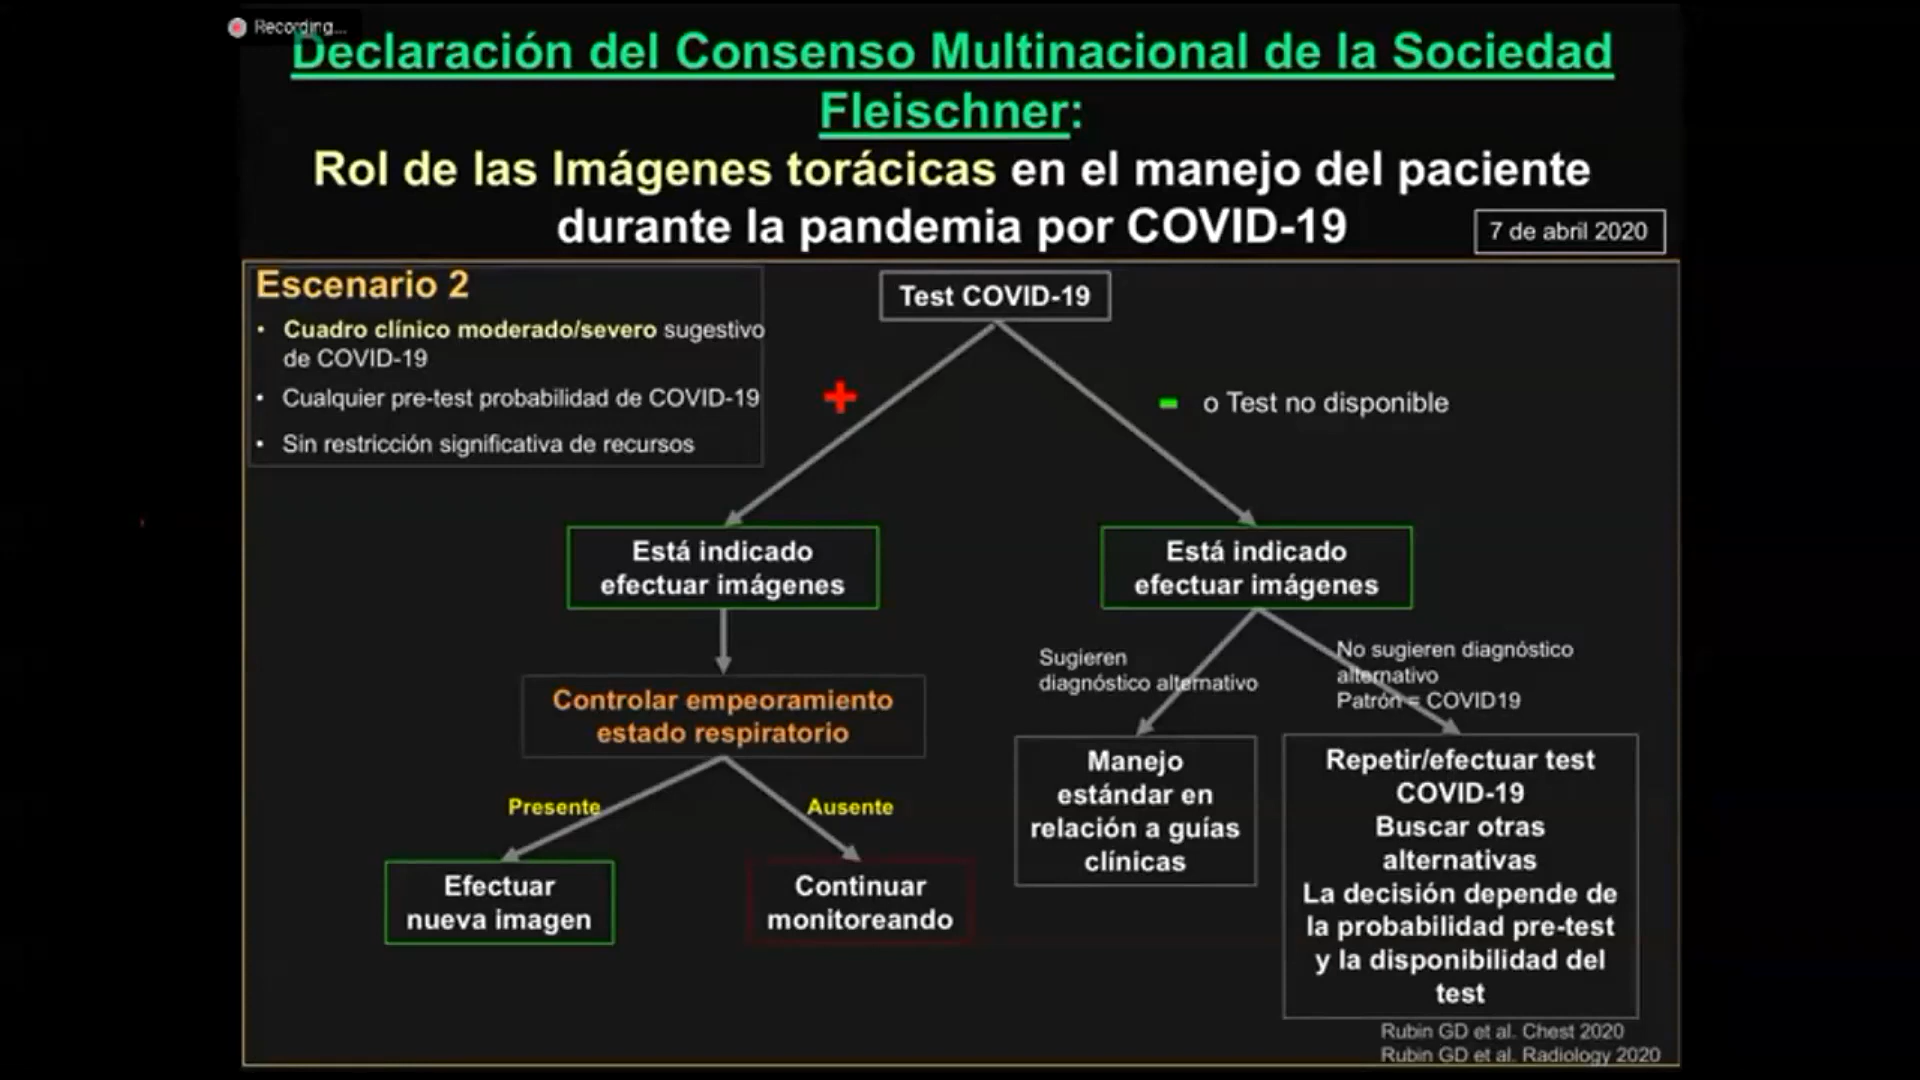 Recording...
Declaración del Consenso Multinacional de la Sociedad
Fleischner:
Rol de las Imágenes torácicas en el manejo del paciente
durante la pandemia por COVID-19
7 de abril 2020
Escenario 2
• Cuadro clínico moderado/severo sugestivo
de COVID-19
• Cualquier pre-test probabilidad de COVID-19
• Sin restricción significativa de recursos
Test COVID-19
+
- o Test no disponible
Está indicado
efectuar imágenes
Está indicado
efectuar imágenes
Controlar empeoramiento
estado respiratorio
Sugieren
diagnóstico alternativo
No sugieren diagnóstico
alternativo
Patrón = COVID19
Presente
Ausente
Efectuar
nueva imagen
Continuar
monitoreando
Manejo
estándar en
relación a guías
clínicas
Repetir/efectuar test
COVID-19
Buscar otras
alternativas
La decisión depende de
la probabilidad pre-test
y la disponibilidad del
test
Rubin GD et al. Chest 2020
Rubin GD et al. Radiology 2020